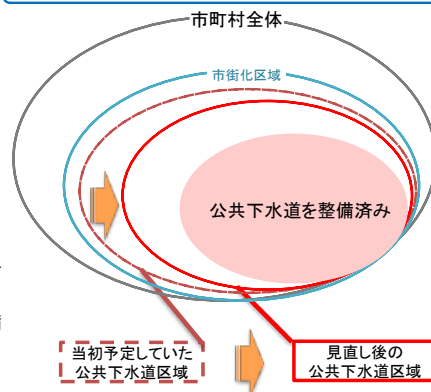 市町村全体
市街化区域
公共下水道を整備済み
当初予定していた
公共下水道区域
見直し後の
公共下水道区域